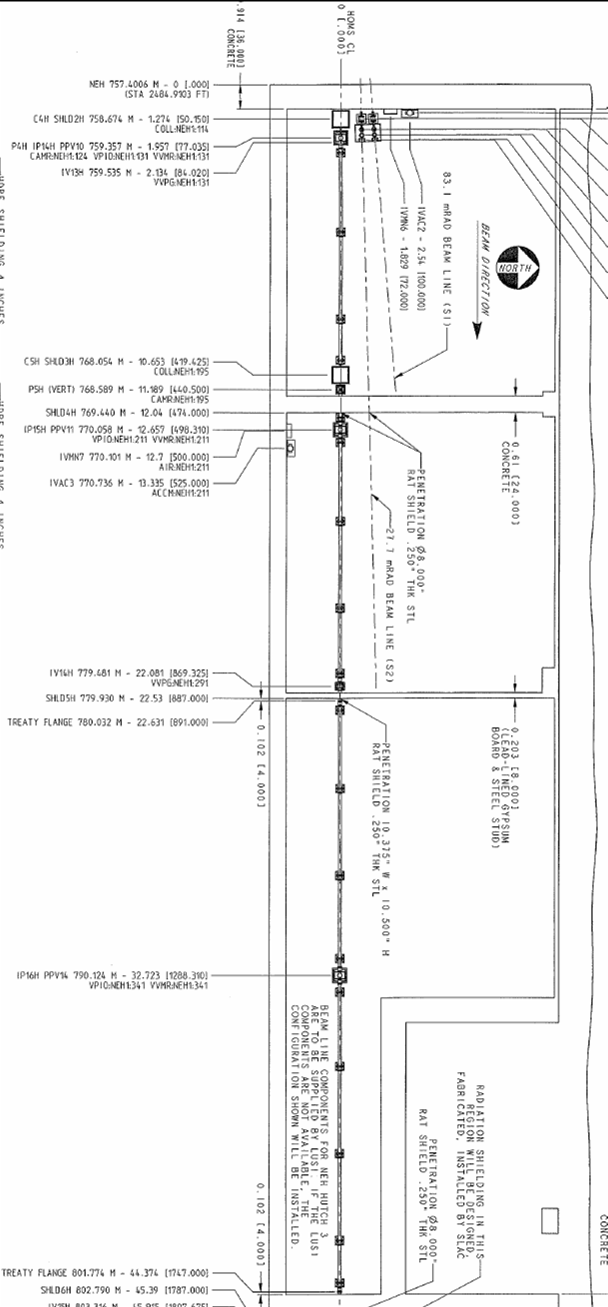 .914 [36.000]
CONCRETE
HOMS CL
0 [.000]
NEH 757.4006 M - 0 [.000]
(STA 2484.9103 FT)
C4H SHLD2H 758.674 M - 1.274 [50.150]
COLL:NEH1:114
P4H IP14H PPV10 759.357 M - 1.957 [77.035]
CAMR:NEH1:124 VPIO:NEH1:131 VVMR:NEH1:131
IV13H 759.535 M - 2.134 [84.020]
VVPG:NEH1:131
IVMN6 - 1.829 [72.000]
IVAC2 - 2.54 [100.000]
83.1 mRAD BEAM LINE (S1)
BEAM DIRECTION
NORTH
C5H SHLD3H 768.054 M - 10.653 [419.425]
COLL:NEH1:195
P5H (VERT) 768.589 M - 11.189 [440.500]
CAMR:NEH1:195
SHLD4H 769.440 M - 12.04 [474.000]
IP15H PPV11 770.058 M - 12.657 [498.310]
VPIO:NEH1:211 VVMR:NEH1:211
IVMN7 770.101 M - 12.7 [500.000]
AIR:NEH1:211
IVAC3 770.736 M - 13.335 [525.000]
ACCM:NEH1:211
PENETRATION Ø8.000"
RAT SHIELD .250" THK STL
27.7 mRAD BEAM LINE (S2)
0.61 [24.000]
CONCRETE
IV14H 779.481 M - 22.081 [869.325]
VVPG:NEH1:291
SHLD5H 779.930 M - 22.53 [887.000]
TREATY FLANGE 780.032 M - 22.631 [891.000]
0.102 [4.000]
PENETRATION 10.375" W x 10.500" H
RAT SHIELD .250" THK STL
0.203 [8.000]
(LEAD-LINED GYPSUM
BOARD & STEEL STUD)
IP16H PPV14 790.124 M - 32.723 [1288.310]
VPIO:NEH1:341 VVMR:NEH1:341
BEAM LINE COMPONENTS FOR NEH HUTCH 3
ARE TO BE SUPPLIED BY LUSI. IF THE LUSI
COMPONENTS ARE NOT AVAILABLE, THE
CONFIGURATION SHOWN WILL BE INSTALLED.
RADIATION SHIELDING IN THIS
REGION WILL BE DESIGNED,
FABRICATED, INSTALLED BY SLAC
PENETRATION Ø8.000"
RAT SHIELD .250" THK STL
0.102 [4.000]
CONCRETE
TREATY FLANGE 801.774 M - 44.374 [1747.000]
SHLD6H 802.790 M - 45.39 [1787.000]